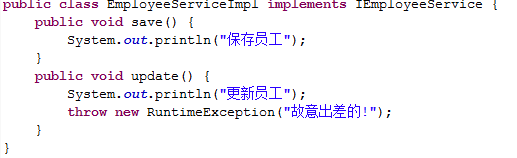 public class EmployeeServiceImpl implements IEmployeeService {
public void save() {
System.out.println("保存员工");
}
public void update() {
System.out.println("更新员工");
throw new RuntimeException("故意出差的!");
}
}